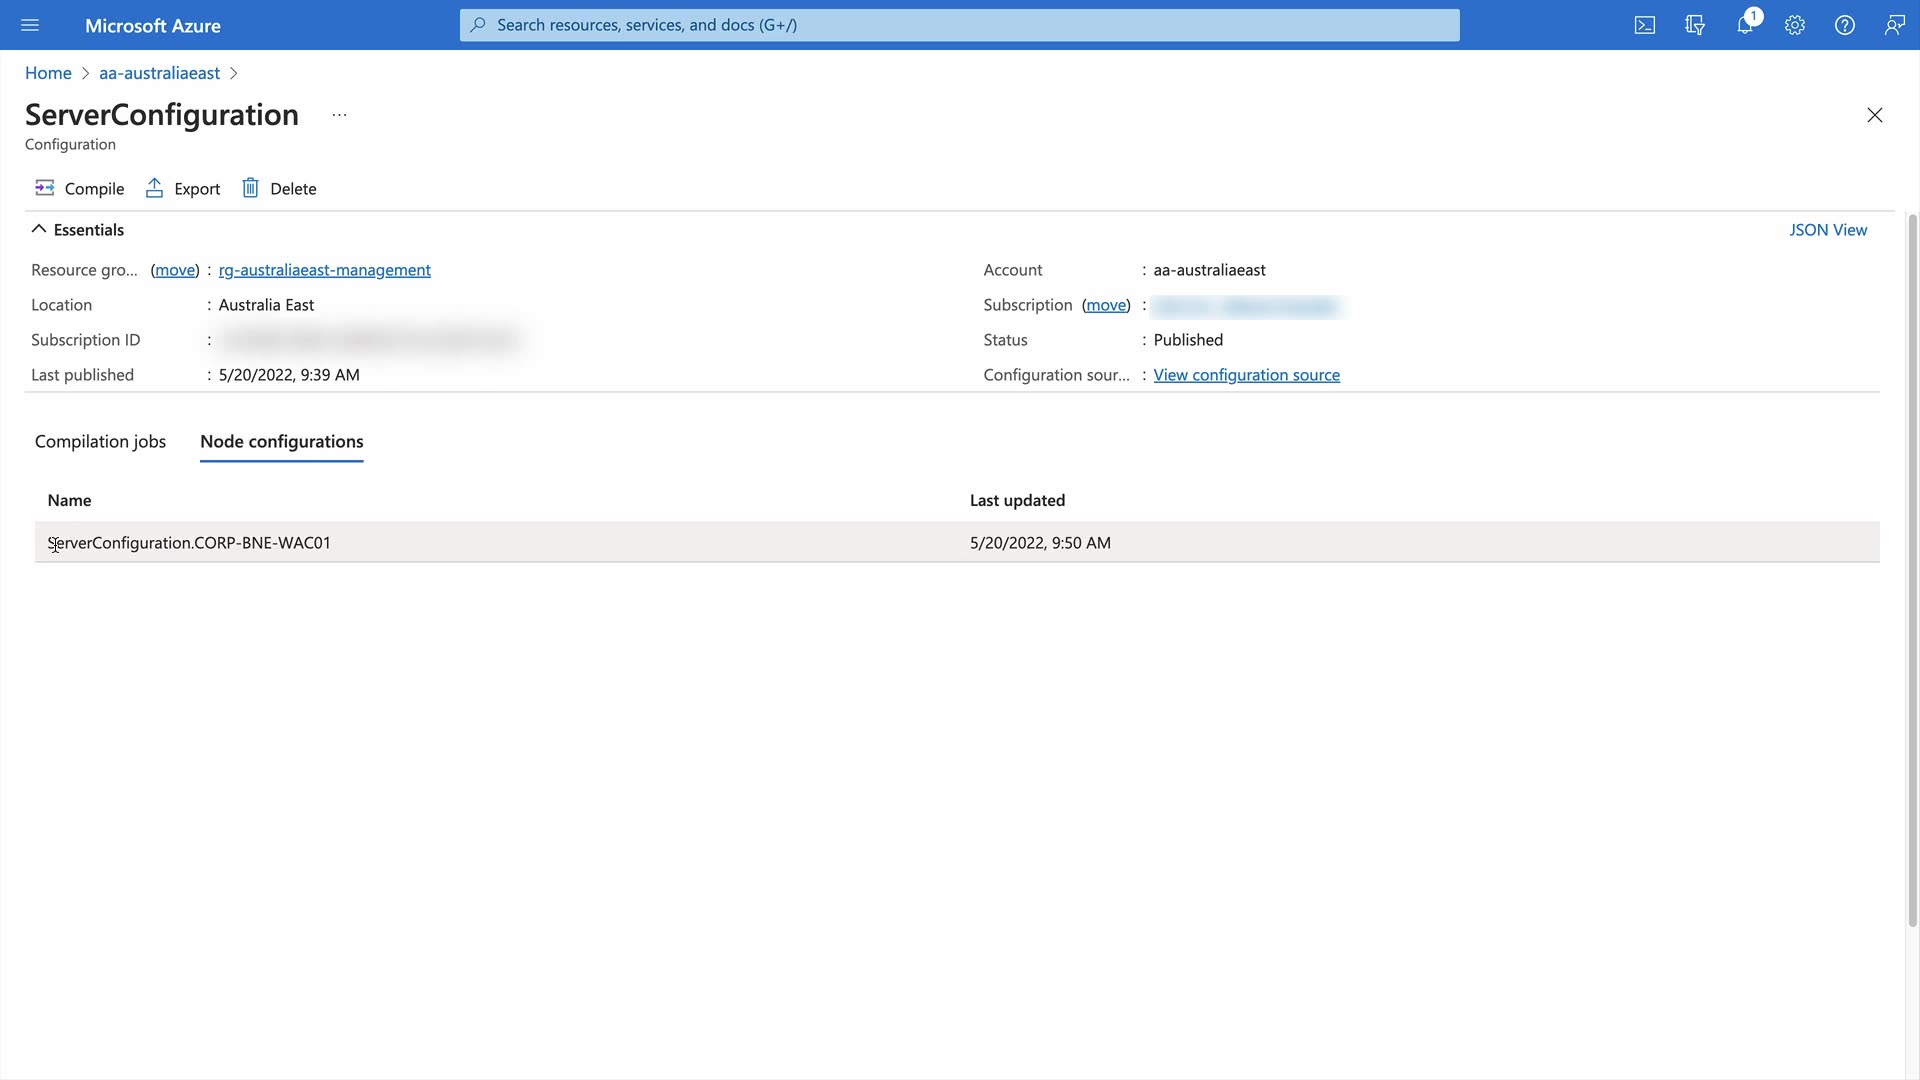 Microsoft Azure
Search resources, services, and docs (G+/)
1
Home > aa-australiaeast >
ServerConfiguration ...
Configuration
Compile Export Delete
Essentials
JSON View
Resource gro... (move) : rg-australiaeast-management
Account : aa-australiaeast
Location : Australia East
Subscription (move) :
Subscription ID :
Status : Published
Last published : 5/20/2022, 9:39 AM
Configuration sour... : View configuration source
Compilation jobs Node configurations
Name Last updated
ServerConfiguration.CORP-BNE-WAC01 5/20/2022, 9:50 AM